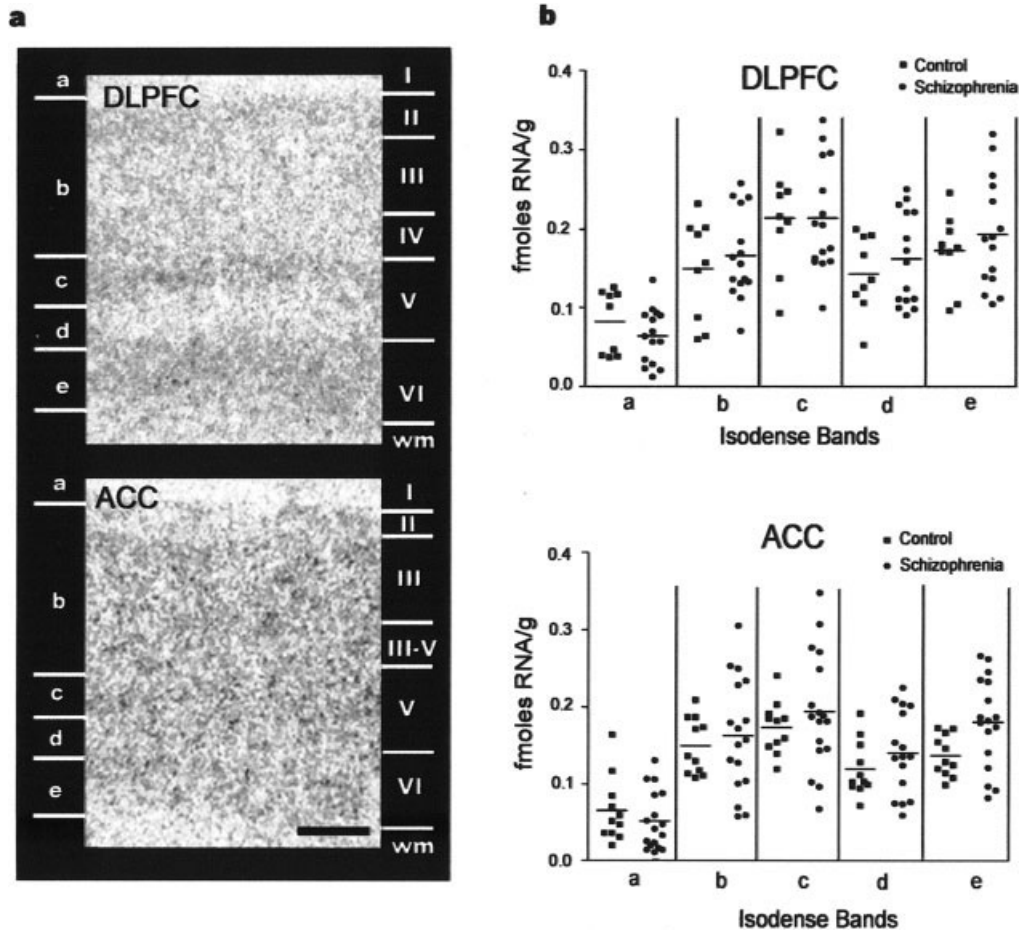 a
a
DLPFC
I
II
b
III
IV
c
V
d
e
VI
wm
a
ACC
I
II
b
III
III-V
c
V
d
e
VI
wm
b
DLPFC
Control
Schizophrenia
fmoles RNA/g
0.4
0.3
0.2
0.1
0.0
a b c d e
Isodense Bands
ACC
Control
Schizophrenia
fmoles RNA/g
0.4
0.3
0.2
0.1
0.0
a b c d e
Isodense Bands